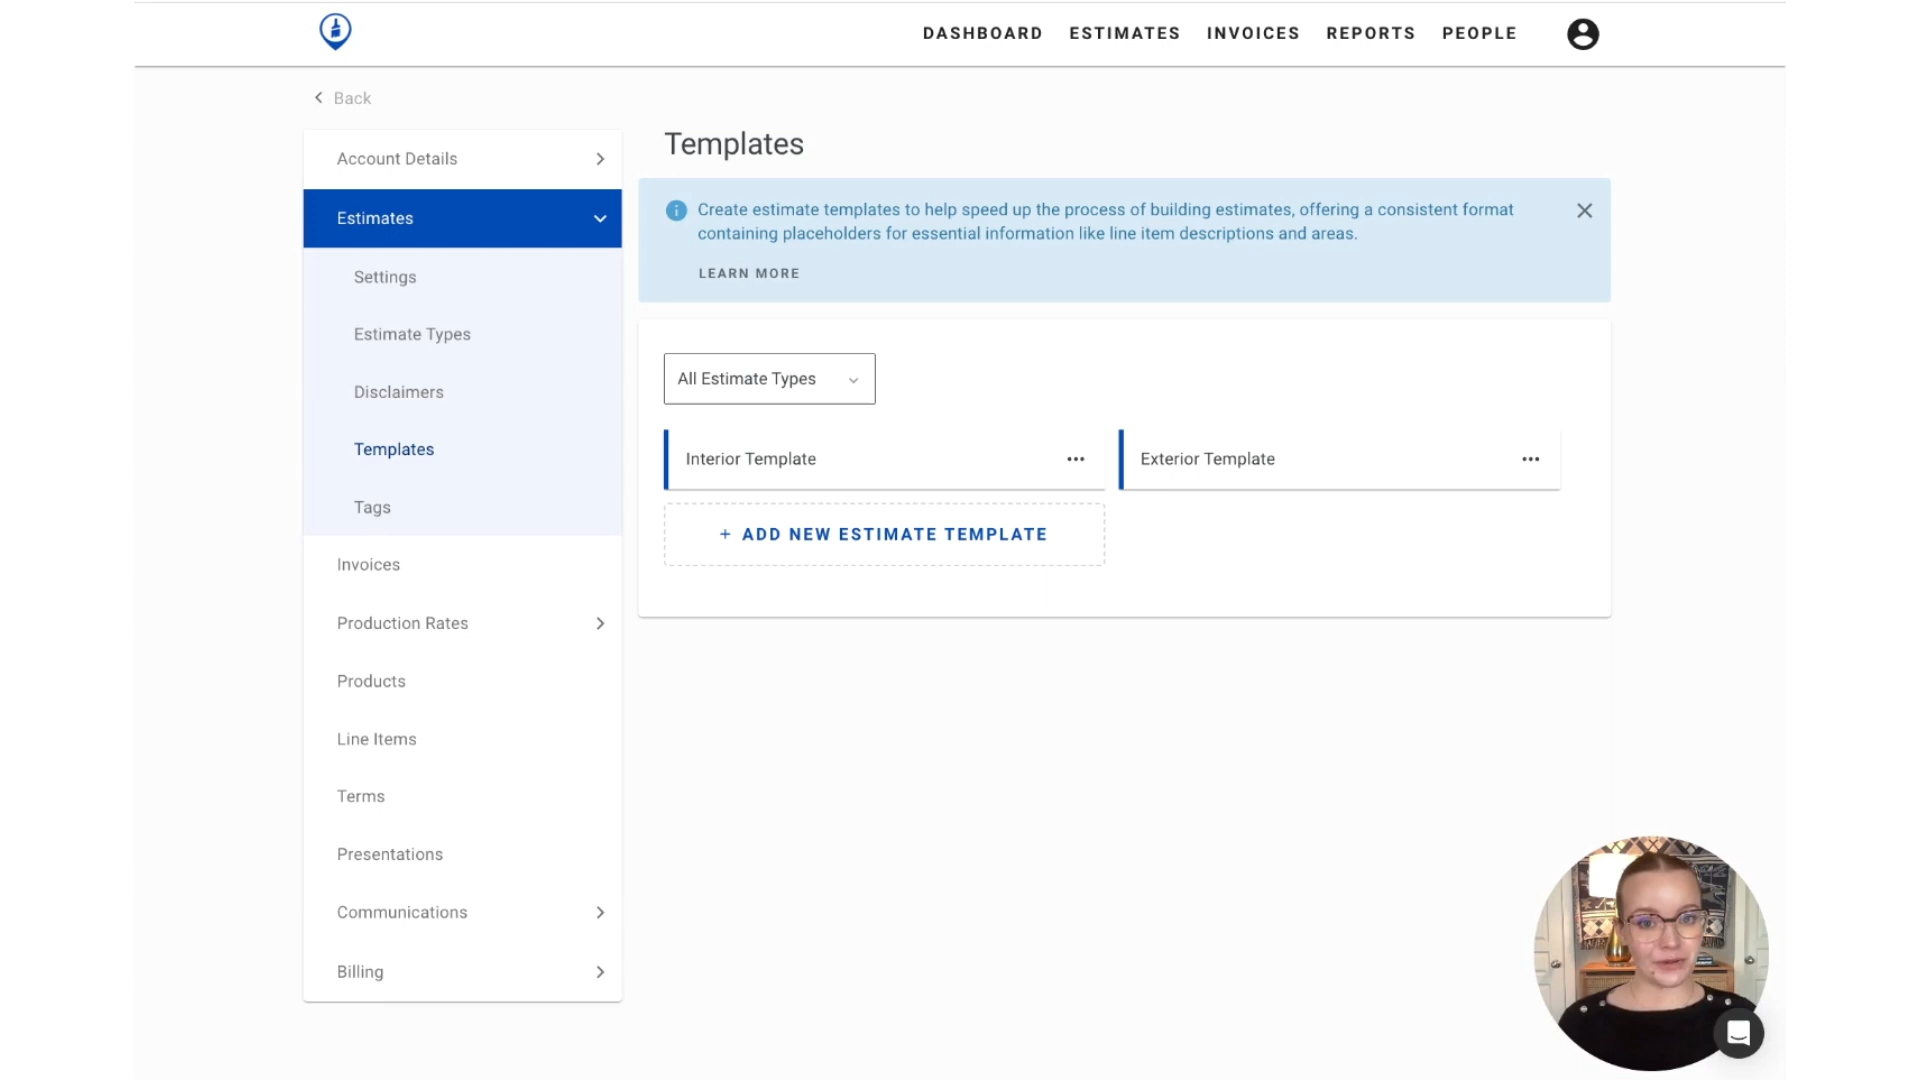 DASHBOARD ESTIMATES INVOICES REPORTS PEOPLE
Back
Account Details
Estimates
Settings
Estimate Types
Disclaimers
Templates
Tags
Invoices
Production Rates
Products
Line Items
Terms
Presentations
Communications
Billing
Templates
Create estimate templates to help speed up the process of building estimates, offering a consistent format
containing placeholders for essential information like line item descriptions and areas.
LEARN MORE
All Estimate Types
Interior Template
Exterior Template
+ ADD NEW ESTIMATE TEMPLATE